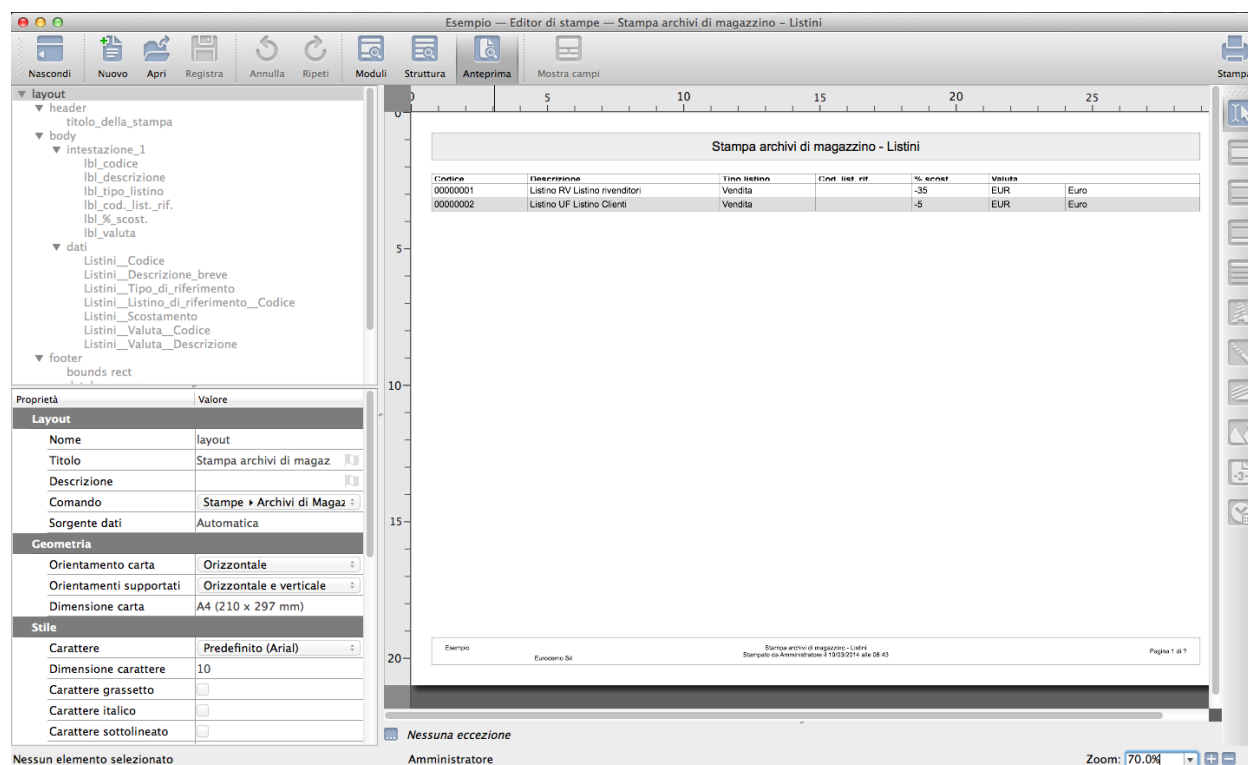 Esempio — Editor di stampe — Stampa archivi di magazzino – Listini
Nascondi Nuovo Apri Registra Annulla Ripeti Moduli Struttura Anteprima Mostra campi Stampa
layout
header
titolo_della_stampa
body
intestazione_1
lbl_codice
lbl_descrizione
lbl_tipo_listino
lbl_cod._list._rif.
lbl_%_scost.
lbl_valuta
dati
Listini__Codice
Listini__Descrizione_breve
Listini__Tipo_di_riferimento
Listini__Listino_di_riferimento__Codice
Listini__Scostamento
Listini__Valuta__Codice
Listini__Valuta__Descrizione
footer
bounds rect
Proprietà Valore
Layout
Nome layout
Titolo Stampa archivi di magaz
Descrizione
Comando Stampe ▸ Archivi di Magaz
Sorgente dati Automatica
Geometria
Orientamento carta Orizzontale
Orientamenti supportati Orizzontale e verticale
Dimensione carta A4 (210 x 297 mm)
Stile
Carattere Predefinito (Arial)
Dimensione carattere 10
Carattere grassetto
Carattere italico
Carattere sottolineato
Nessun elemento selezionato
0 5 10 15 20 25
0
5
10
15
20
Stampa archivi di magazzino - Listini
Codice Descrizione Tipo listino Cod. list. rif. % scost. Valuta
00000001 Listino RV Listino rivenditori Vendita -35 EUR Euro
00000002 Listino UF Listino Clienti Vendita -5 EUR Euro
Esempio
Eurodemo Srl
Stampa archivi di magazzino - Listini
Stampato da Amministratore il 19/03/2014 alle 08:43
Pagina 1 di ?
-3-
Nessuna eccezione
Amministratore
Zoom: 70.0%